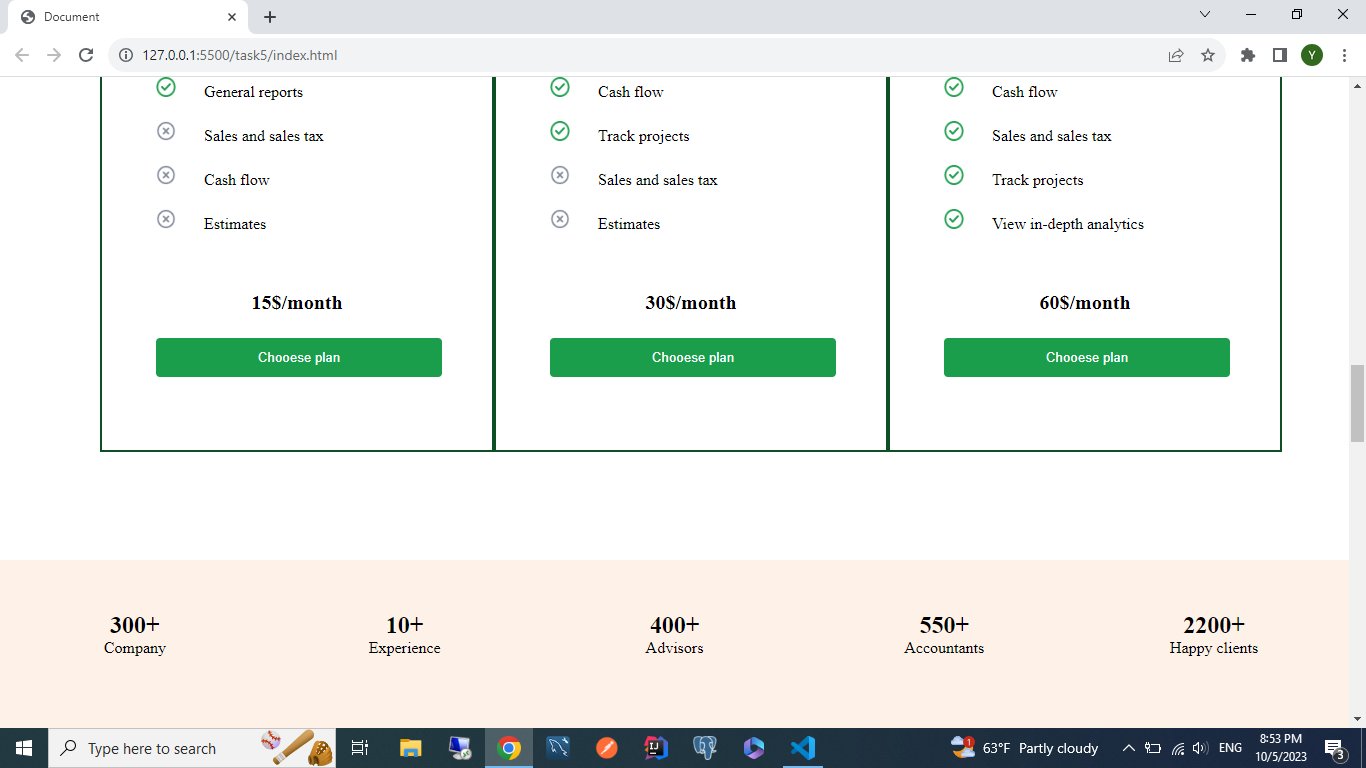 Document
127.0.0.1:5500/task5/index.html
Y
General reports
Sales and sales tax
Cash flow
Estimates
15$/month
Chooese plan
Cash flow
Track projects
Sales and sales tax
Estimates
30$/month
Chooese plan
Cash flow
Sales and sales tax
Track projects
View in-depth analytics
60$/month
Chooese plan
300+
Company
10+
Experience
400+
Advisors
550+
Accountants
2200+
Happy clients
Type here to search
1
63°F Partly cloudy
ENG
8:53 PM
10/5/2023
3